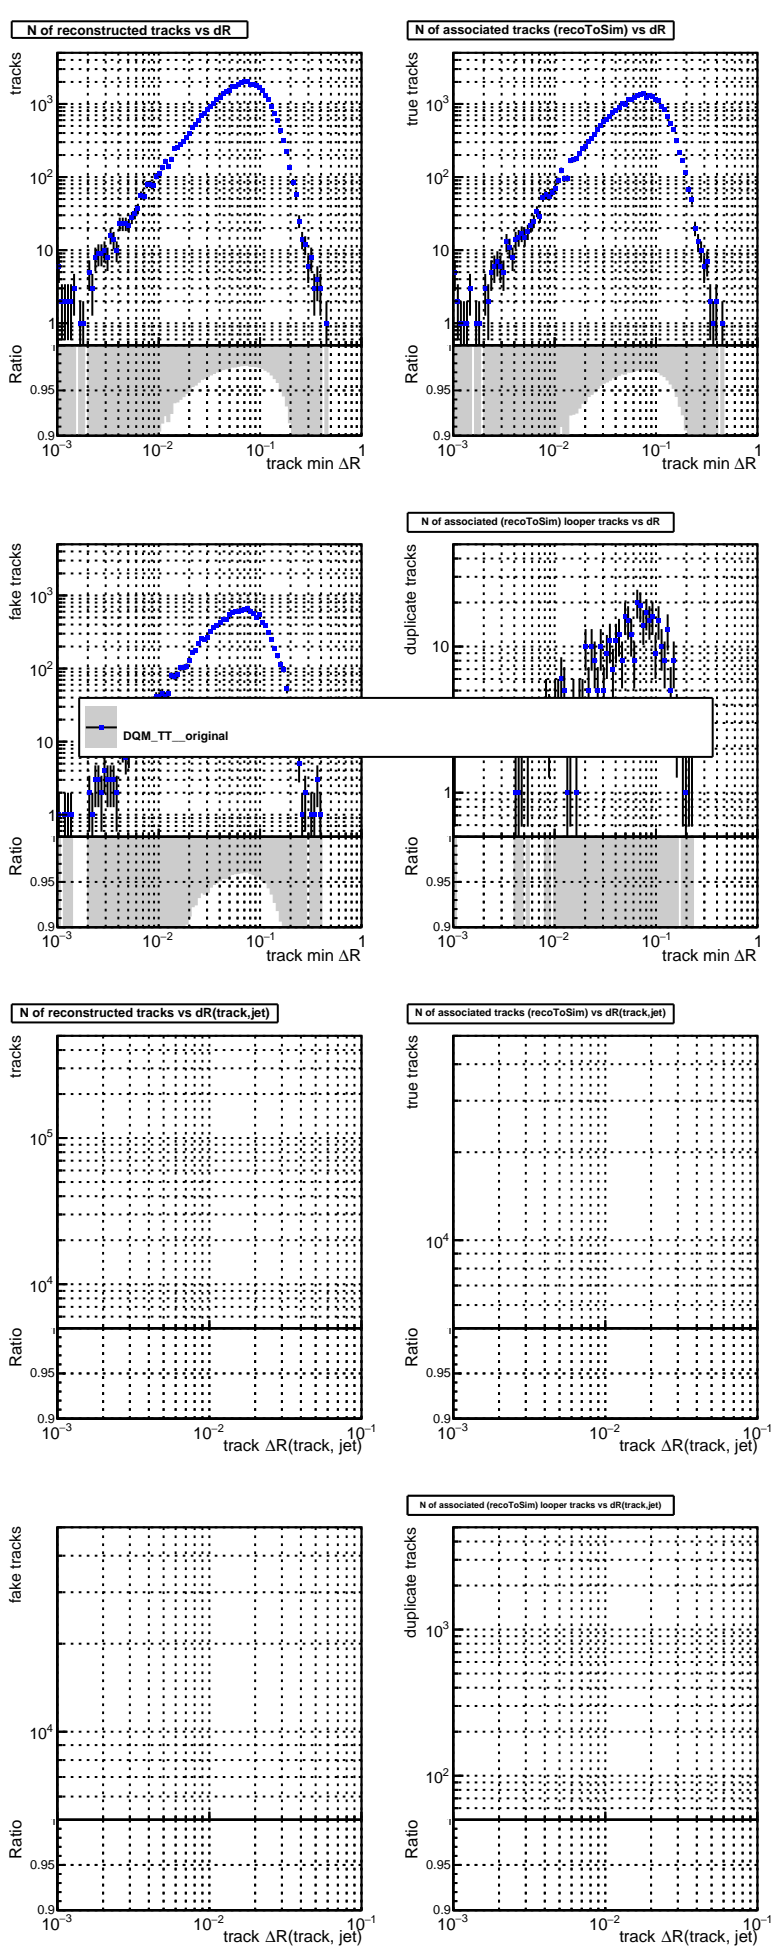 N of reconstructed tracks vs dR
tracks
10³
10²
10
1
Ratio
1
0.95
0.9
10⁻³ 10⁻² 10⁻¹ 1
track min ΔR
N of associated tracks (recoToSim) vs dR
true tracks
10³
10²
10
1
Ratio
1
0.95
0.9
10⁻³ 10⁻² 10⁻¹ 1
track min ΔR
fake tracks
10³
10²
10
1
Ratio
1
0.95
0.9
10⁻³ 10⁻² 10⁻¹ 1
track min ΔR
N of associated (recoToSim) looper tracks vs dR
duplicate tracks
10
1
Ratio
1
0.95
0.9
10⁻³ 10⁻² 10⁻¹ 1
track min ΔR
DQM_TT__original
N of reconstructed tracks vs dR(track,jet)
tracks
10⁵
10⁴
Ratio
1
0.95
0.9
10⁻³ 10⁻² 10⁻¹
track ΔR(track, jet)
N of associated tracks (recoToSim) vs dR(track,jet)
true tracks
10⁴
Ratio
1
0.95
0.9
10⁻³ 10⁻² 10⁻¹
track ΔR(track, jet)
fake tracks
10⁴
Ratio
1
0.95
0.9
10⁻³ 10⁻² 10⁻¹
track ΔR(track, jet)
N of associated (recoToSim) looper tracks vs dR(track,jet)
duplicate tracks
10³
10²
Ratio
1
0.95
0.9
10⁻³ 10⁻² 10⁻¹
track ΔR(track, jet)